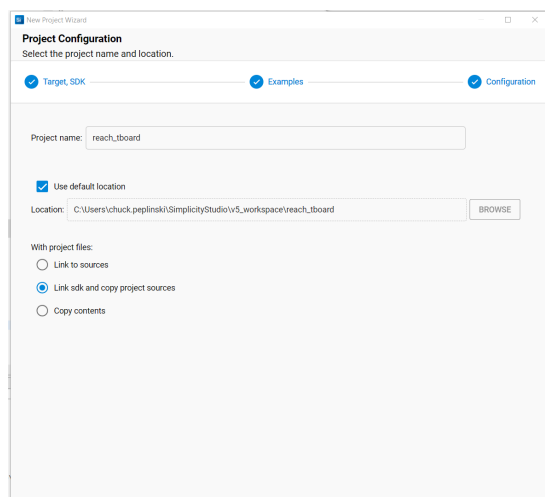 Si New Project Wizard
Project Configuration
Select the project name and location.
Target, SDK
Examples
Configuration
Project name: reach_tboard
Use default location
Location: C:\Users\chuck.peplinski\SimplicityStudio\v5_workspace\reach_tboard BROWSE
With project files:
Link to sources
Link sdk and copy project sources
Copy contents